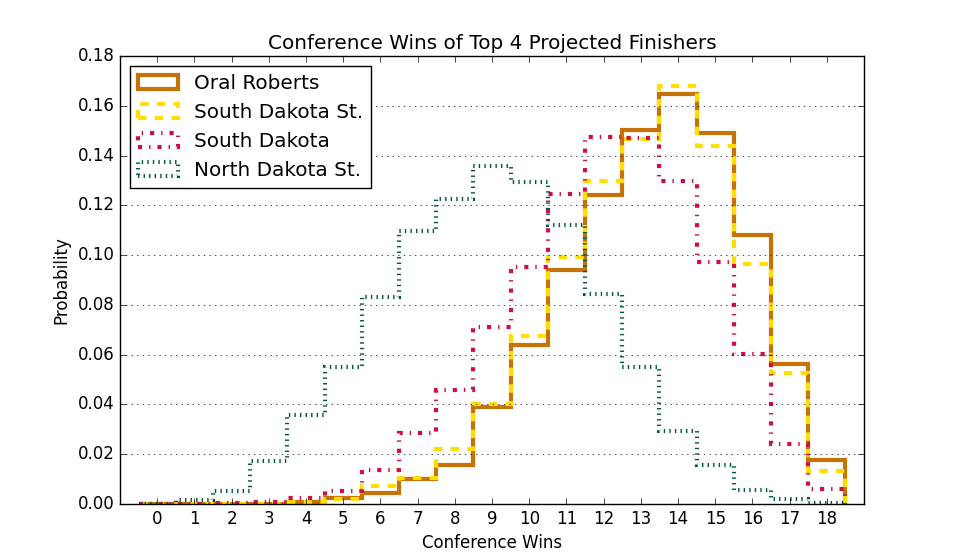 Conference Wins of Top 4 Projected Finishers
Oral Roberts
South Dakota St.
South Dakota
North Dakota St.
0.18
0.16
0.14
0.12
0.10
0.08
0.06
0.04
0.02
0.00
Probability
0 1 2 3 4 5 6 7 8 9 10 11 12 13 14 15 16 17 18
Conference Wins